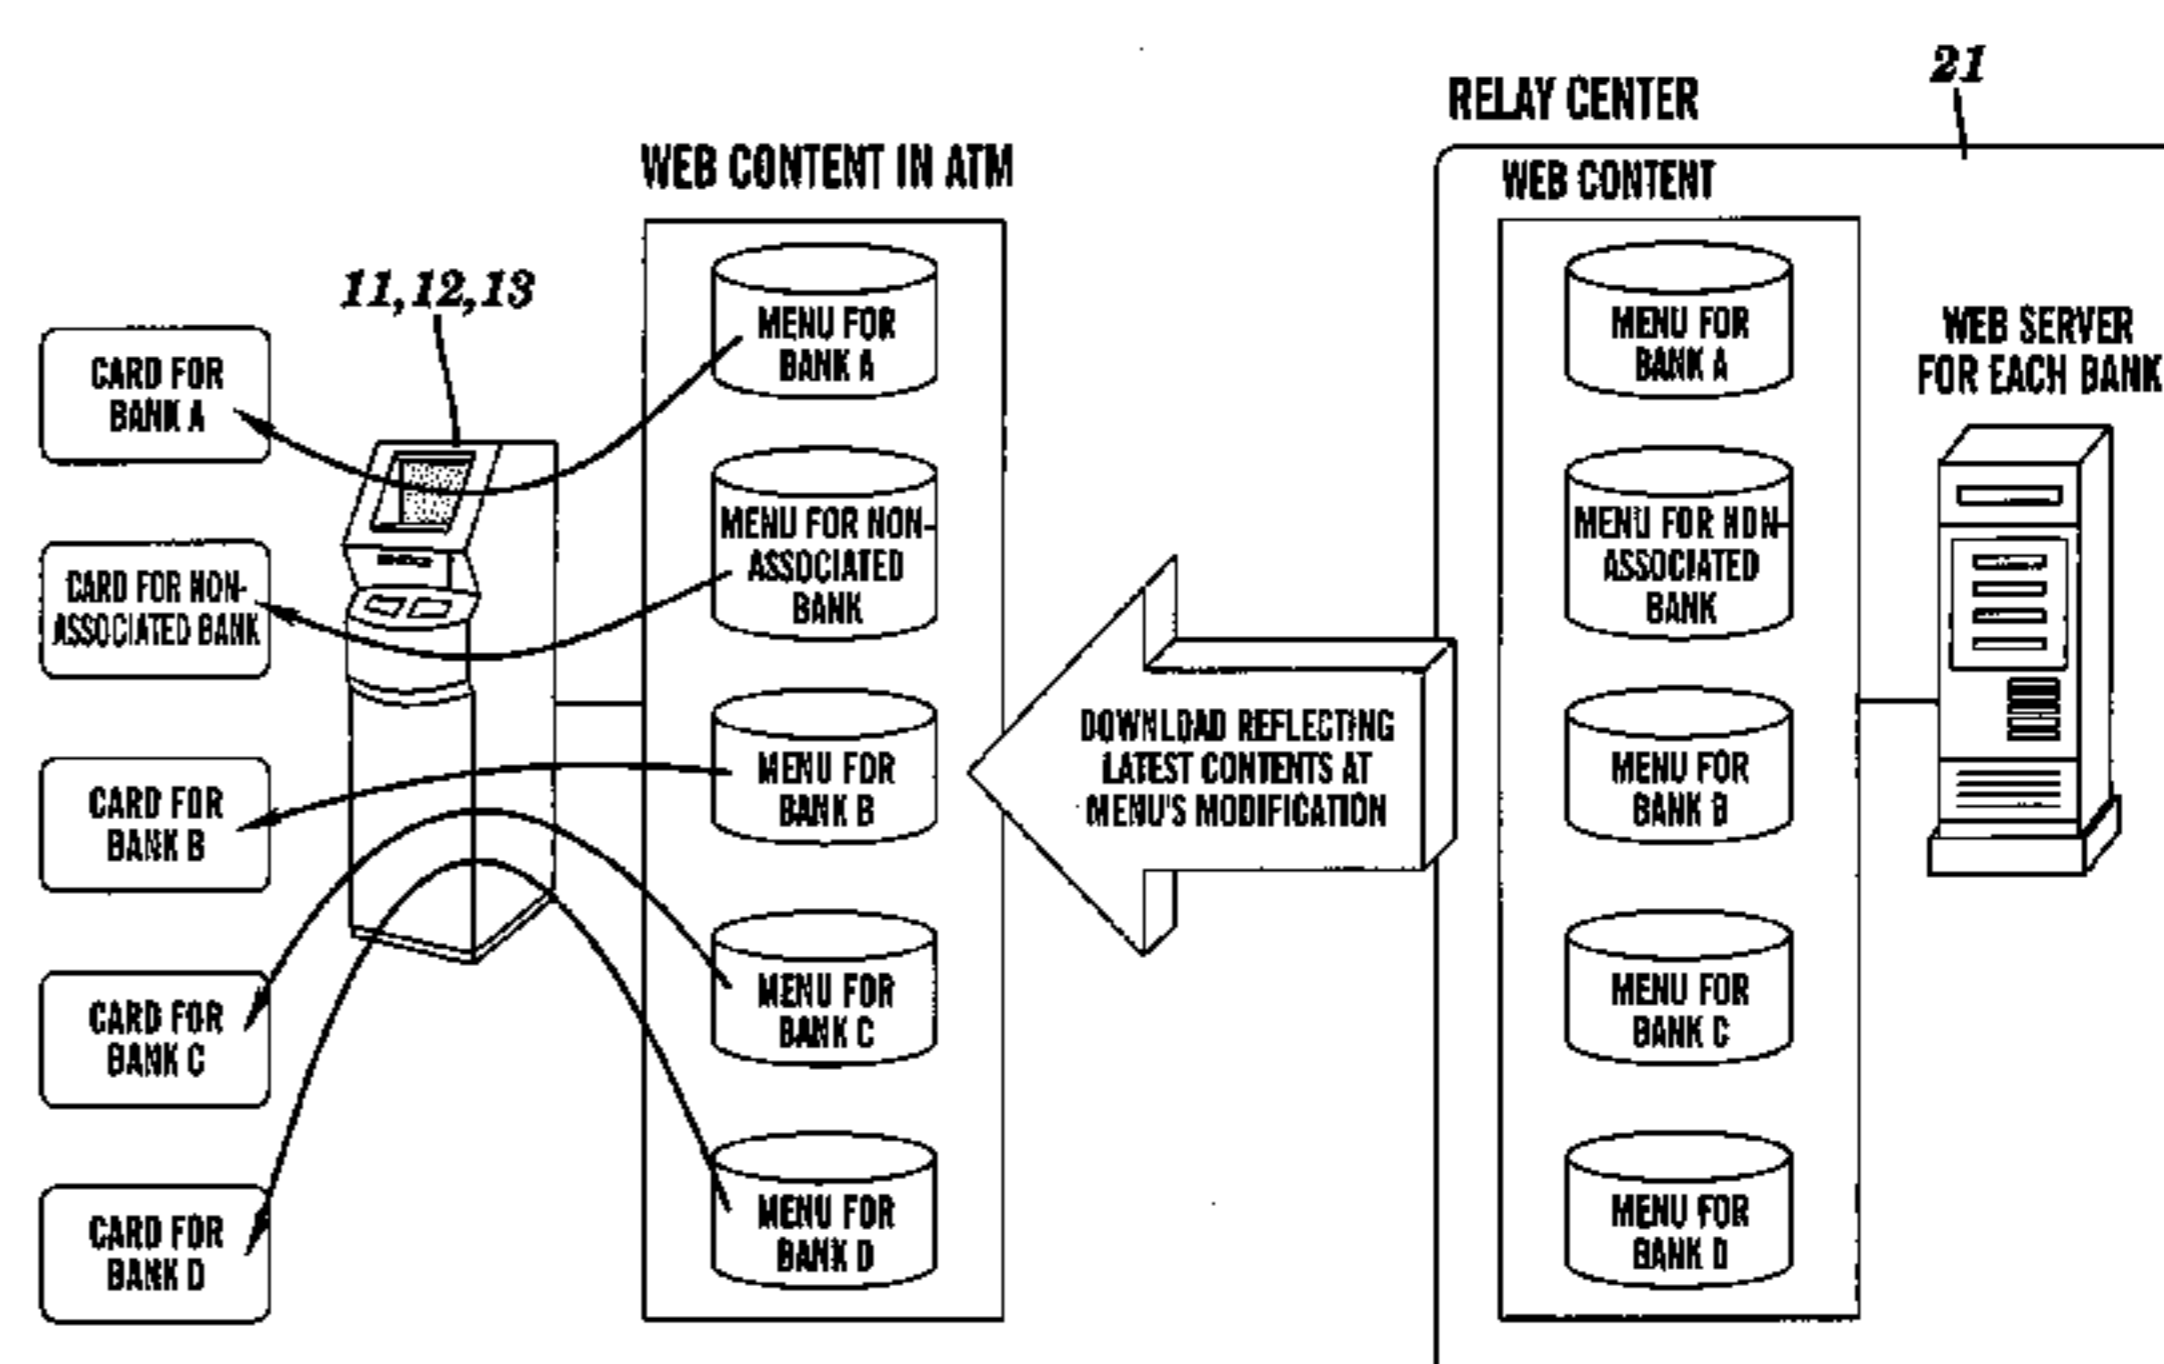 21
RELAY CENTER
WEB CONTENT IN ATM
WEB CONTENT
11,12,13
CARD FOR
BANK A
CARD FOR NON-
ASSOCIATED BANK
CARD FOR
BANK B
CARD FOR
BANK C
CARD FOR
BANK D
MENU FOR
BANK A
MENU FOR NON-
ASSOCIATED
BANK
MENU FOR
BANK B
MENU FOR
BANK C
MENU FOR
BANK D
DOWNLOAD REFLECTING
LATEST CONTENTS AT
MENU'S MODIFICATION
MENU FOR
BANK A
MENU FOR NON-
ASSOCIATED
BANK
MENU FOR
BANK B
MENU FOR
BANK C
MENU FOR
BANK D
WEB SERVER
FOR EACH BANK